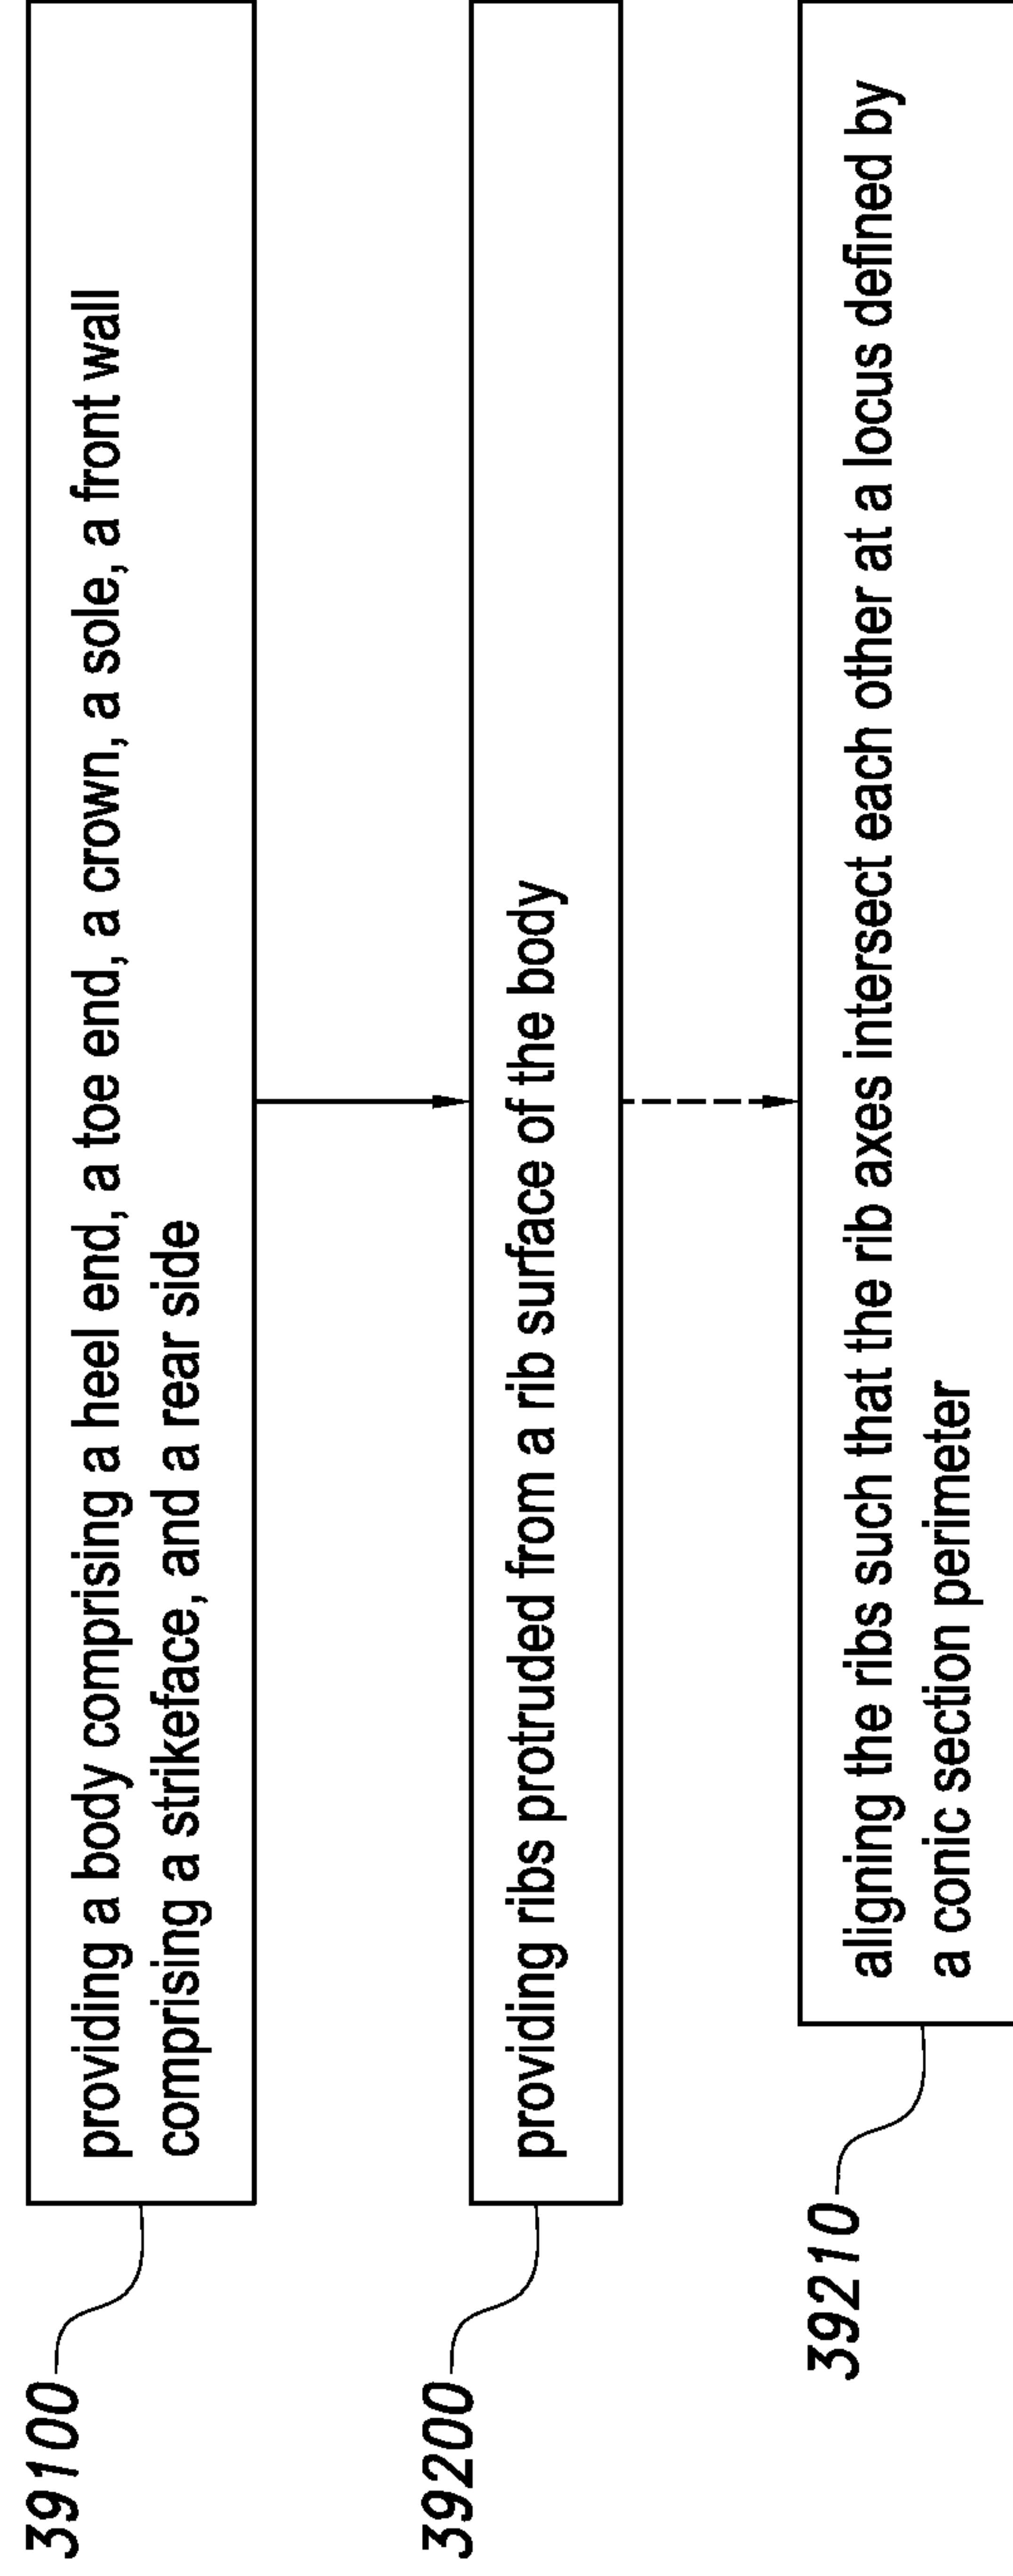 39100
providing a body comprising a heel end, a toe end, a crown, a sole, a front wall
comprising a strikeface, and a rear side
39200
providing ribs protruded from a rib surface of the body
39210
aligning the ribs such that the rib axes intersect each other at a locus defined by
a conic section perimeter